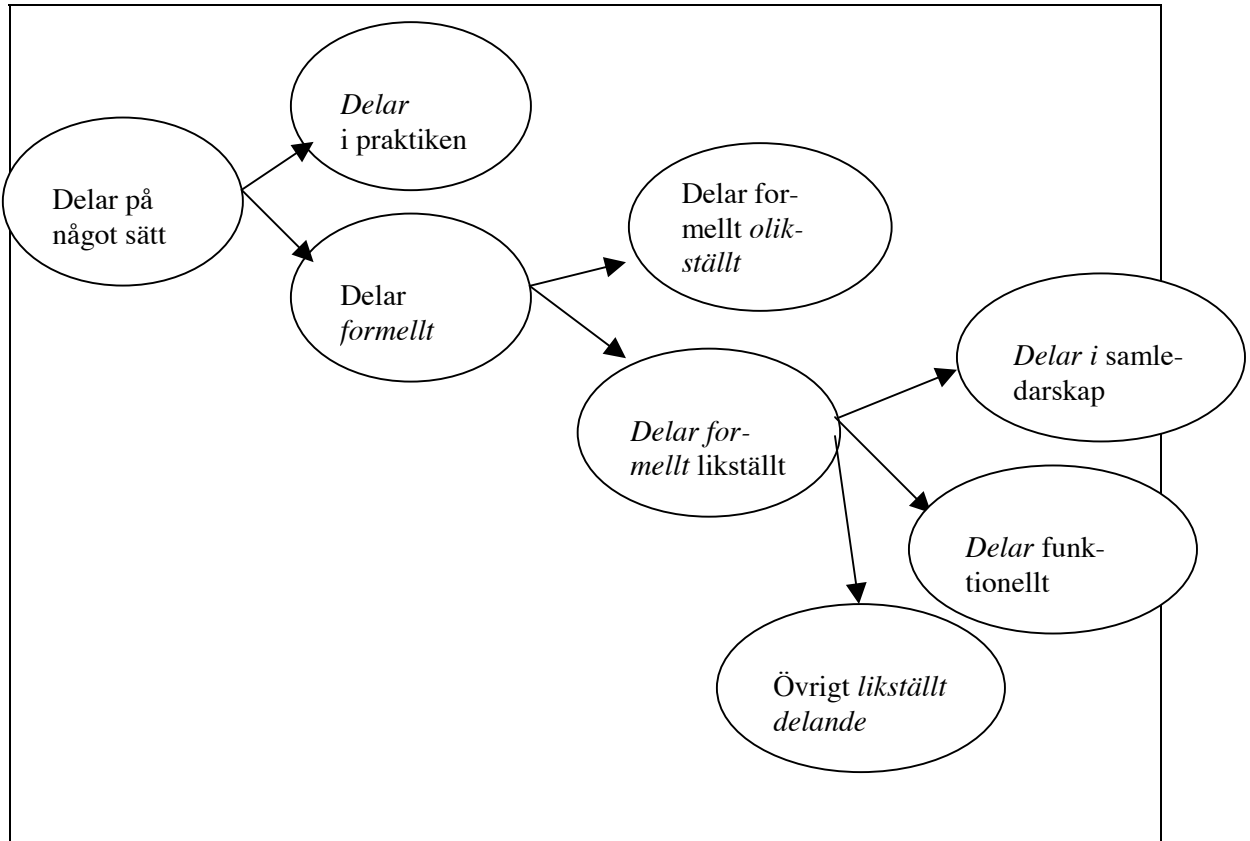 Delar
i praktiken
Delar på
något sätt
Delar for-
mellt olik-
ställt
Delar
formellt
Delar i samle-
darskap
Delar for-
mellt likställt
Delar funk-
tionellt
Övrigt likställt
delande